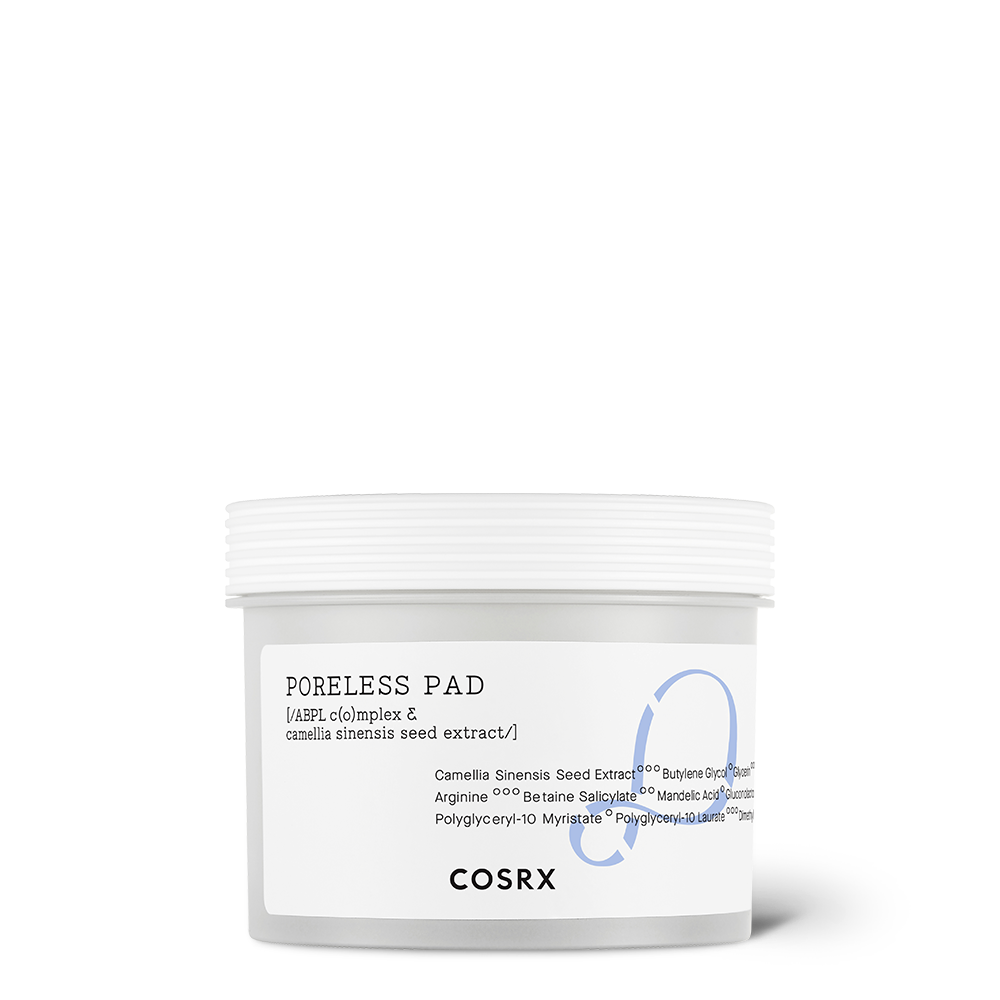 PORELESS PAD
[/ABPL c(o)mplex &
camellia sinensis seed extract/]
Camellia Sinensis Seed Extract°°° Butylene Glycol°Glycerin°°
Arginine °°° Betaine Salicylate°° Mandelic Acid°
Polyglyceryl-10 Myristate ° Polyglyceryl-10 Laurate°°°
COSRX